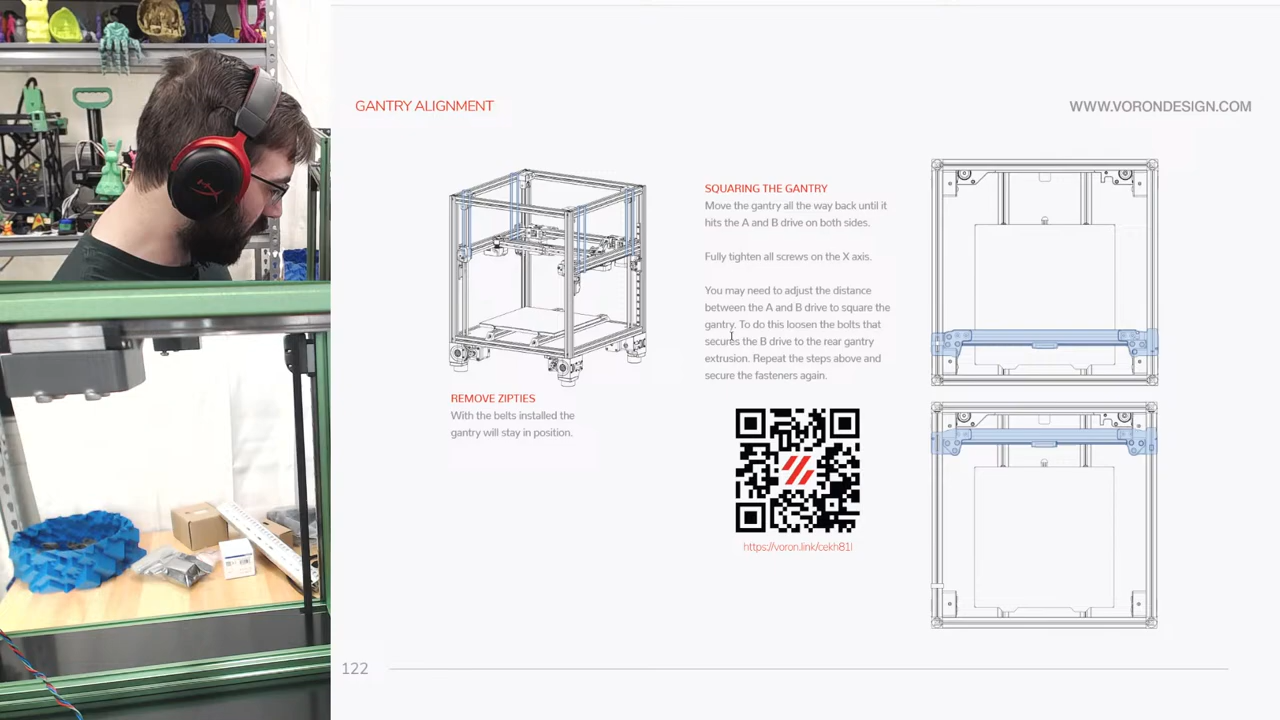 GANTRY ALIGNMENT
WWW.VORONDESIGN.COM
REMOVE ZIPTIES
With the belts installed the
gantry will stay in position.
SQUARING THE GANTRY
Move the gantry all the way back until it
hits the A and B drive on both sides.
Fully tighten all screws on the X axis.
You may need to adjust the distance
between the A and B drive to square the
gantry. To do this loosen the bolts that
secures the B drive to the rear gantry
extrusion. Repeat the steps above and
secure the fasteners again.
122